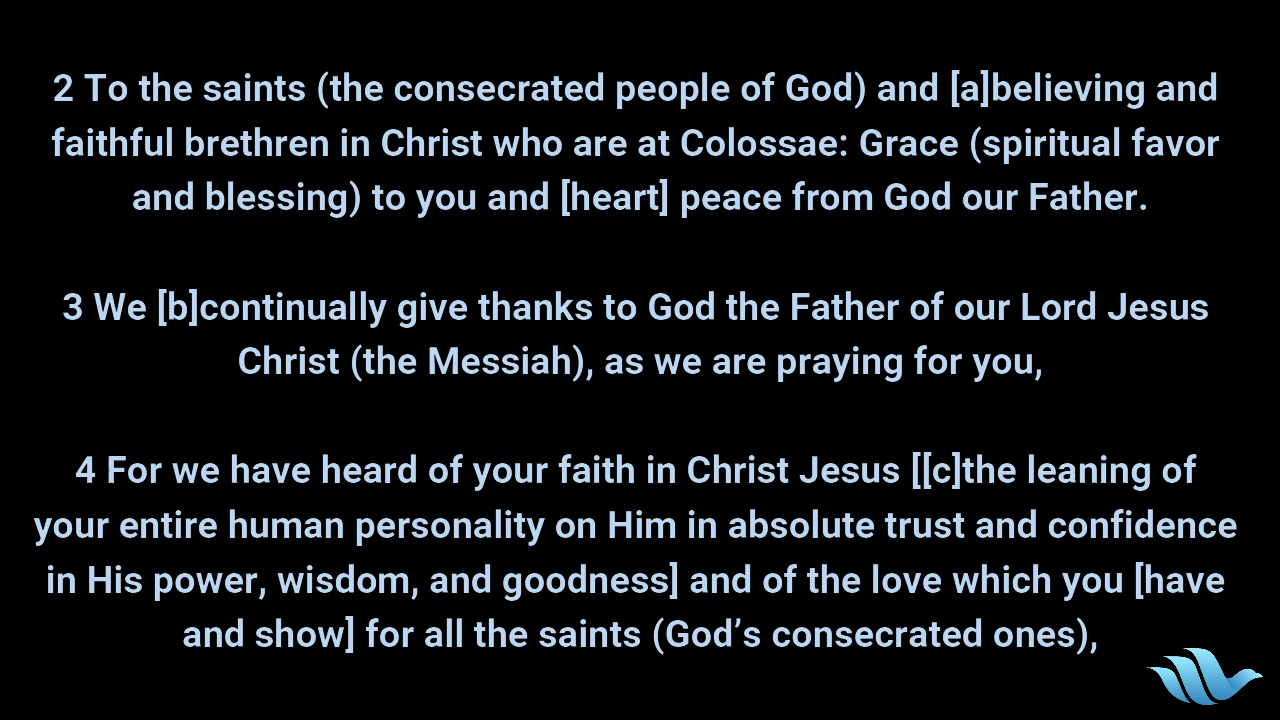 2 To the saints (the consecrated people of God) and [a]believing and
faithful brethren in Christ who are at Colossae: Grace (spiritual favor
and blessing) to you and [heart] peace from God our Father.
3 We [b]continually give thanks to God the Father of our Lord Jesus
Christ (the Messiah), as we are praying for you,
4 For we have heard of your faith in Christ Jesus [[c]the leaning of
your entire human personality on Him in absolute trust and confidence
in His power, wisdom, and goodness] and of the love which you [have
and show] for all the saints (God’s consecrated ones),